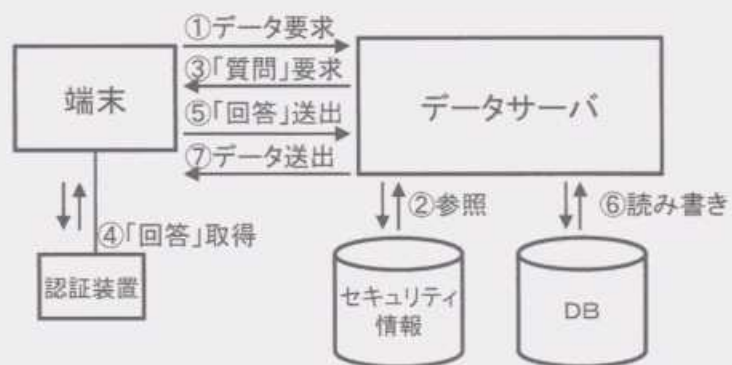 ①データ要求
③「質問」要求
⑤「回答」送出
⑦データ送出
端末
データサーバ
②参照
⑥読み書き
④「回答」取得
認証装置
セキュリティ
情報
DB